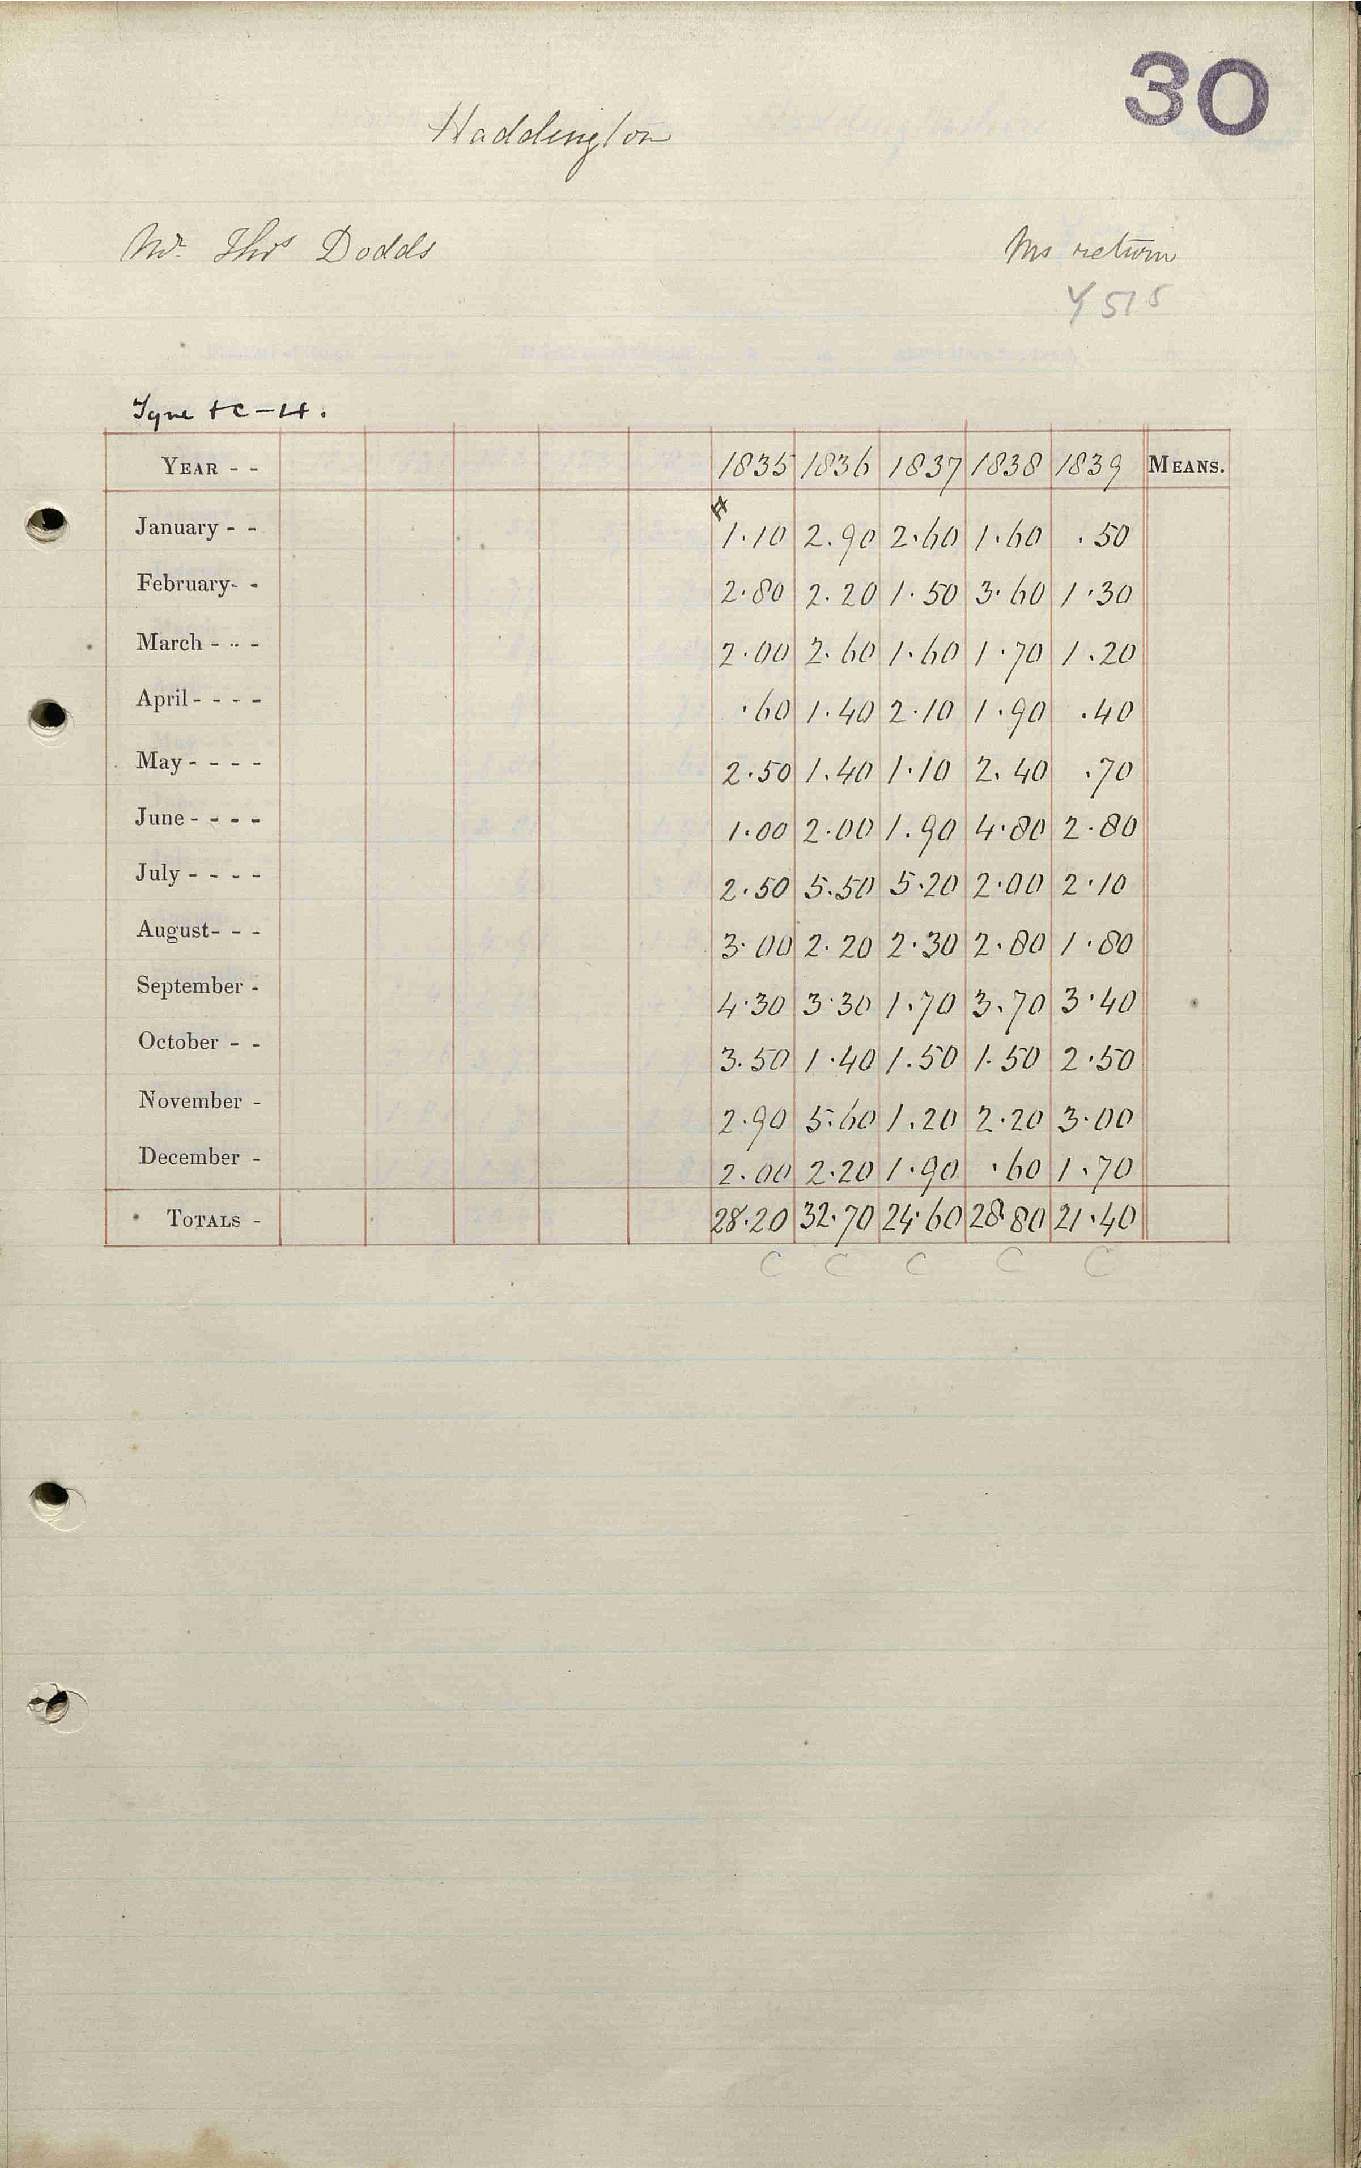 30
Haddington
Mr. Thos Dodds Ms return
Y 515
Tyne + C-H.
YEAR - - 1835 1836 1837 1838 1839 MEANS.
January - - 1.10 2.90 2.60 1.60 .50
February- - 2.80 2.20 1.50 3.60 1.30
March - - - 2.00 2.60 1.60 1.70 1.20
April - - - - .60 1.40 2.10 1.90 .40
May - - - - 2.50 1.40 1.10 2.40 .70
June - - - - 1.00 2.00 1.90 4.80 2.80
July - - - - 2.50 5.50 5.20 2.00 2.10
August- - - 3.00 2.20 2.30 2.80 1.80
September - 4.30 3.30 1.70 3.70 3.40
October - - 3.50 1.40 1.50 1.50 2.50
November - 2.90 5.60 1.20 2.20 3.00
December - 2.00 2.20 1.90 .60 1.70
TOTALS - 28.20 32.70 24.60 28.80 21.40
C C C C C